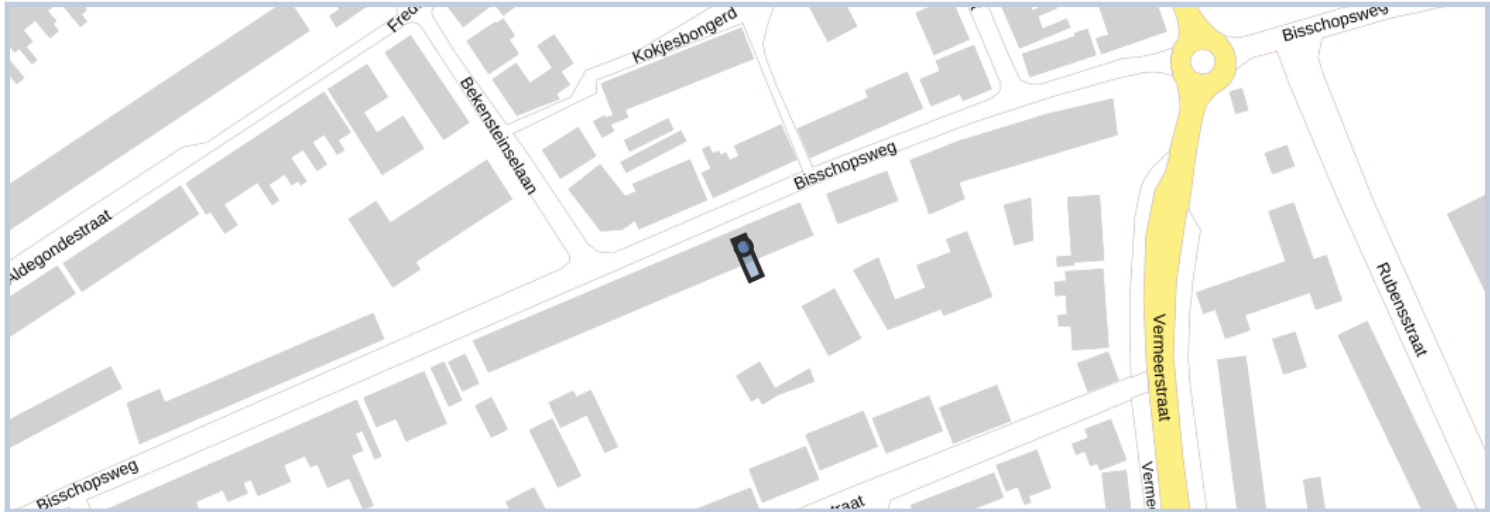 Bisschopsweg
Kokjesbongerd
Bekensteinselaan
Bisschopsweg
Aldegondestraat
Rubensstraat
Vermeerstraat
Bisschopsweg